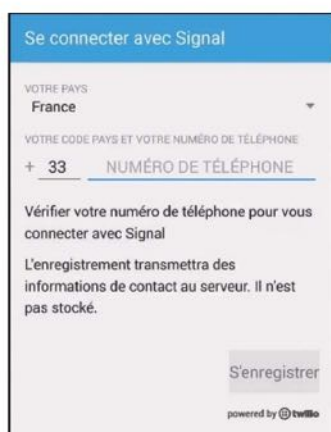 Se connecter avec Signal
VOTRE PAYS
France
VOTRE CODE PAYS ET VOTRE NUMÉRO DE TÉLÉPHONE
+ 33 NUMÉRO DE TÉLÉPHONE
Vérifier votre numéro de téléphone pour vous
connecter avec Signal
L'enregistrement transmettra des
informations de contact au serveur. Il n'est
pas stocké.
S'enregistrer
powered by twilio